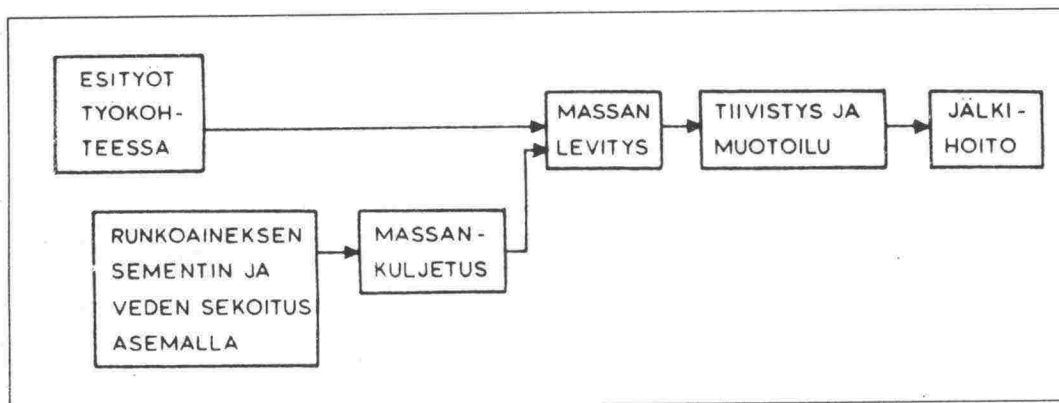 ESITYÖT
TYÖKOH-
TEESSA
RUNKOAINEKSEN
SEMENTIN JA
VEDEN SEKOITUS
ASEMALLA
MASSAN-
KULJETUS
MASSAN
LEVITYS
TIIVISTYS JA
MUOTOILU
JÄLKI-
HOITO